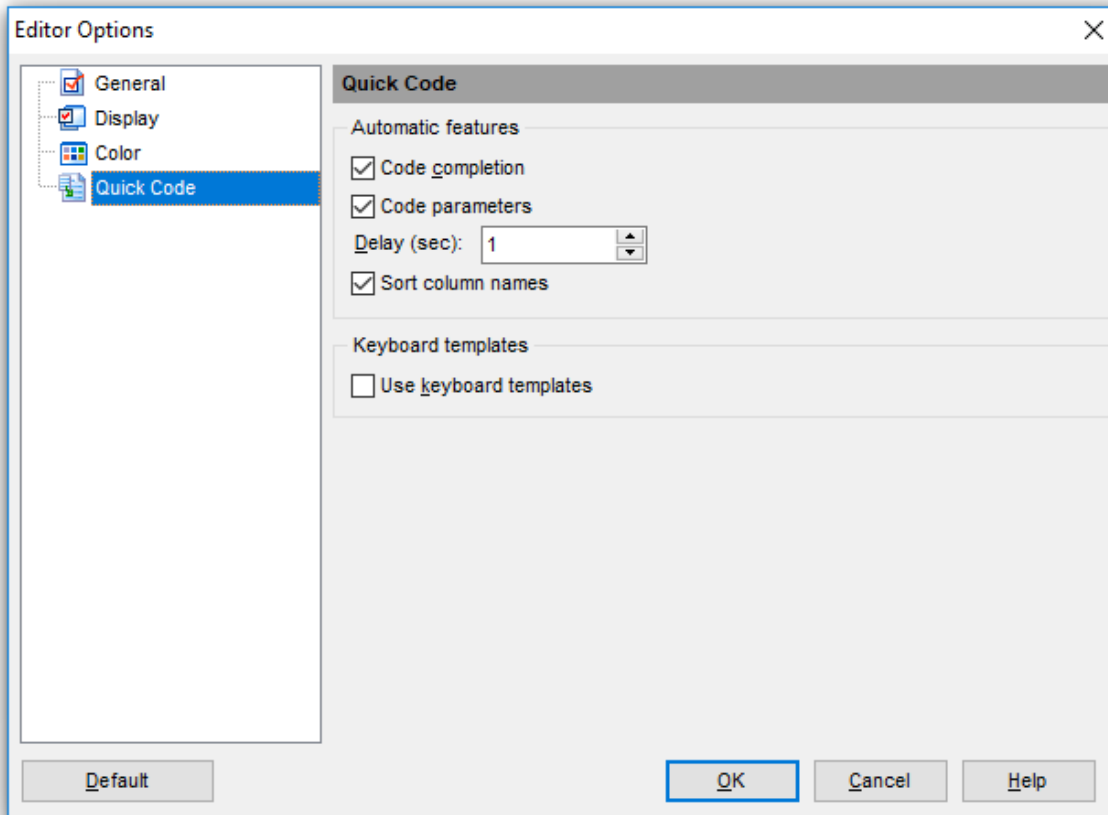 Editor Options
General
Display
Color
Quick Code
Quick Code
Automatic features
Code completion
Code parameters
Delay (sec): 1
Sort column names
Keyboard templates
Use keyboard templates
Default OK Cancel Help